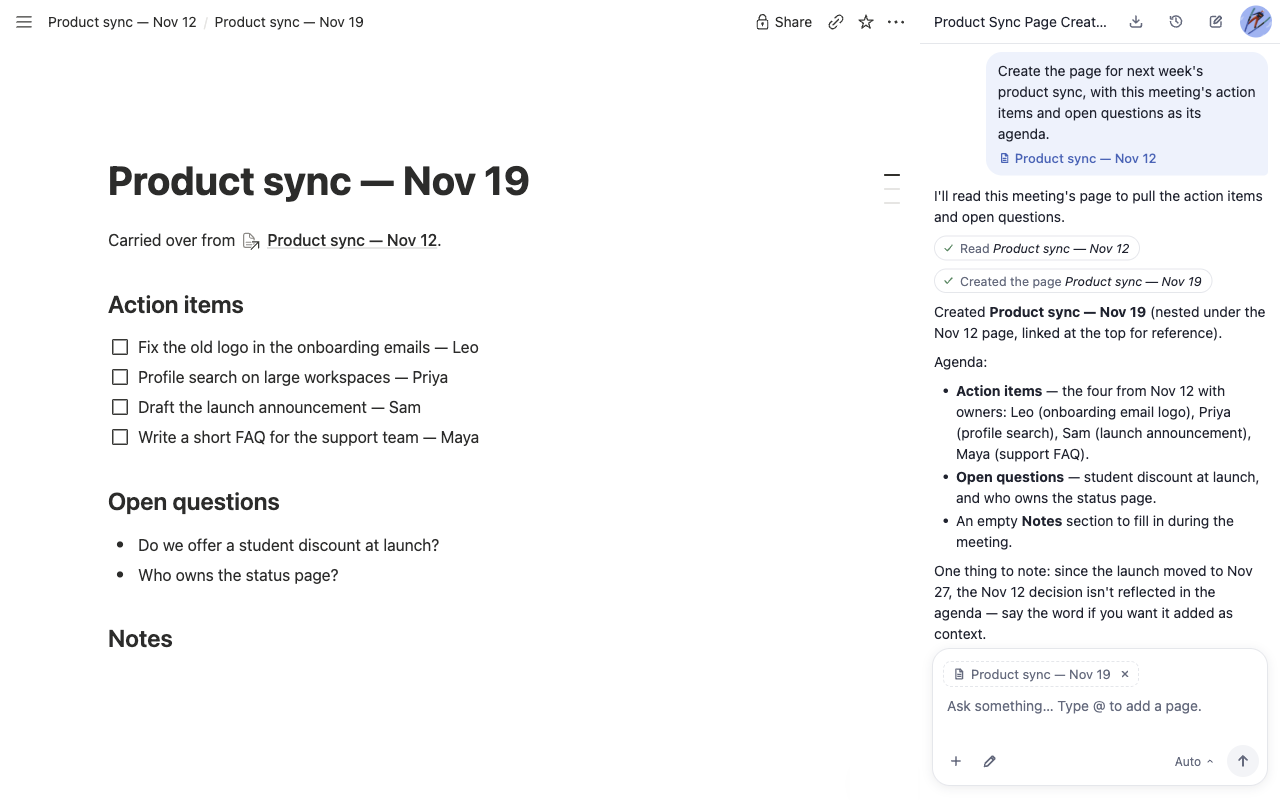 Product sync — Nov 12 / Product sync — Nov 19
Share
Product sync — Nov 19
Carried over from Product sync — Nov 12.
Action items
Fix the old logo in the onboarding emails — Leo
Profile search on large workspaces — Priya
Draft the launch announcement — Sam
Write a short FAQ for the support team — Maya
Open questions
• Do we offer a student discount at launch?
• Who owns the status page?
Notes
Product Sync Page Creat...
Create the page for next week's
product sync, with this meeting's action
items and open questions as its
agenda.
Product sync — Nov 12
I'll read this meeting's page to pull the action items
and open questions.
Read Product sync — Nov 12
Created the page Product sync — Nov 19
Created Product sync — Nov 19 (nested under the
Nov 12 page, linked at the top for reference).
Agenda:
• Action items — the four from Nov 12 with
owners: Leo (onboarding email logo), Priya
(profile search), Sam (launch announcement),
Maya (support FAQ).
• Open questions — student discount at launch,
and who owns the status page.
• An empty Notes section to fill in during the
meeting.
One thing to note: since the launch moved to Nov
27, the Nov 12 decision isn't reflected in the
agenda — say the word if you want it added as
context.
Product sync — Nov 19 ×
Ask something... Type @ to add a page.
Auto